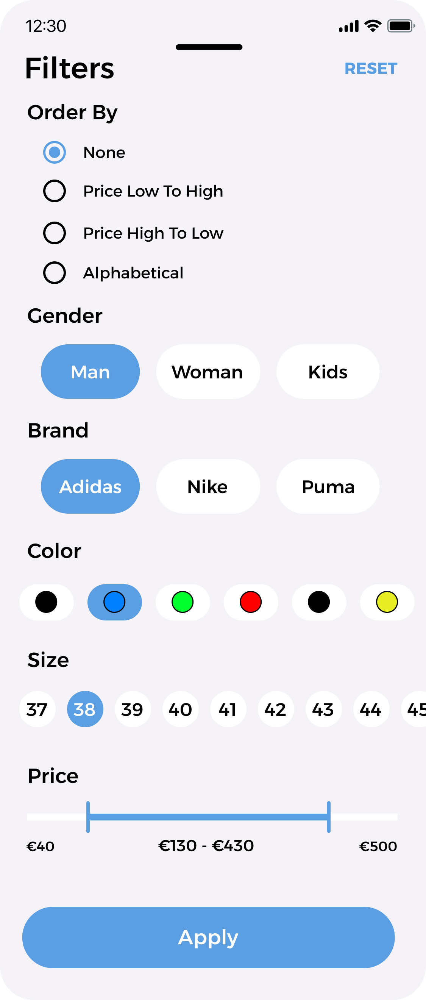 12:30
Filters
RESET
Order By
None
Price Low To High
Price High To Low
Alphabetical
Gender
Man Woman Kids
Brand
Adidas Nike Puma
Color
Size
37 38 39 40 41 42 43 44 45
Price
€40 €130 - €430 €500
Apply